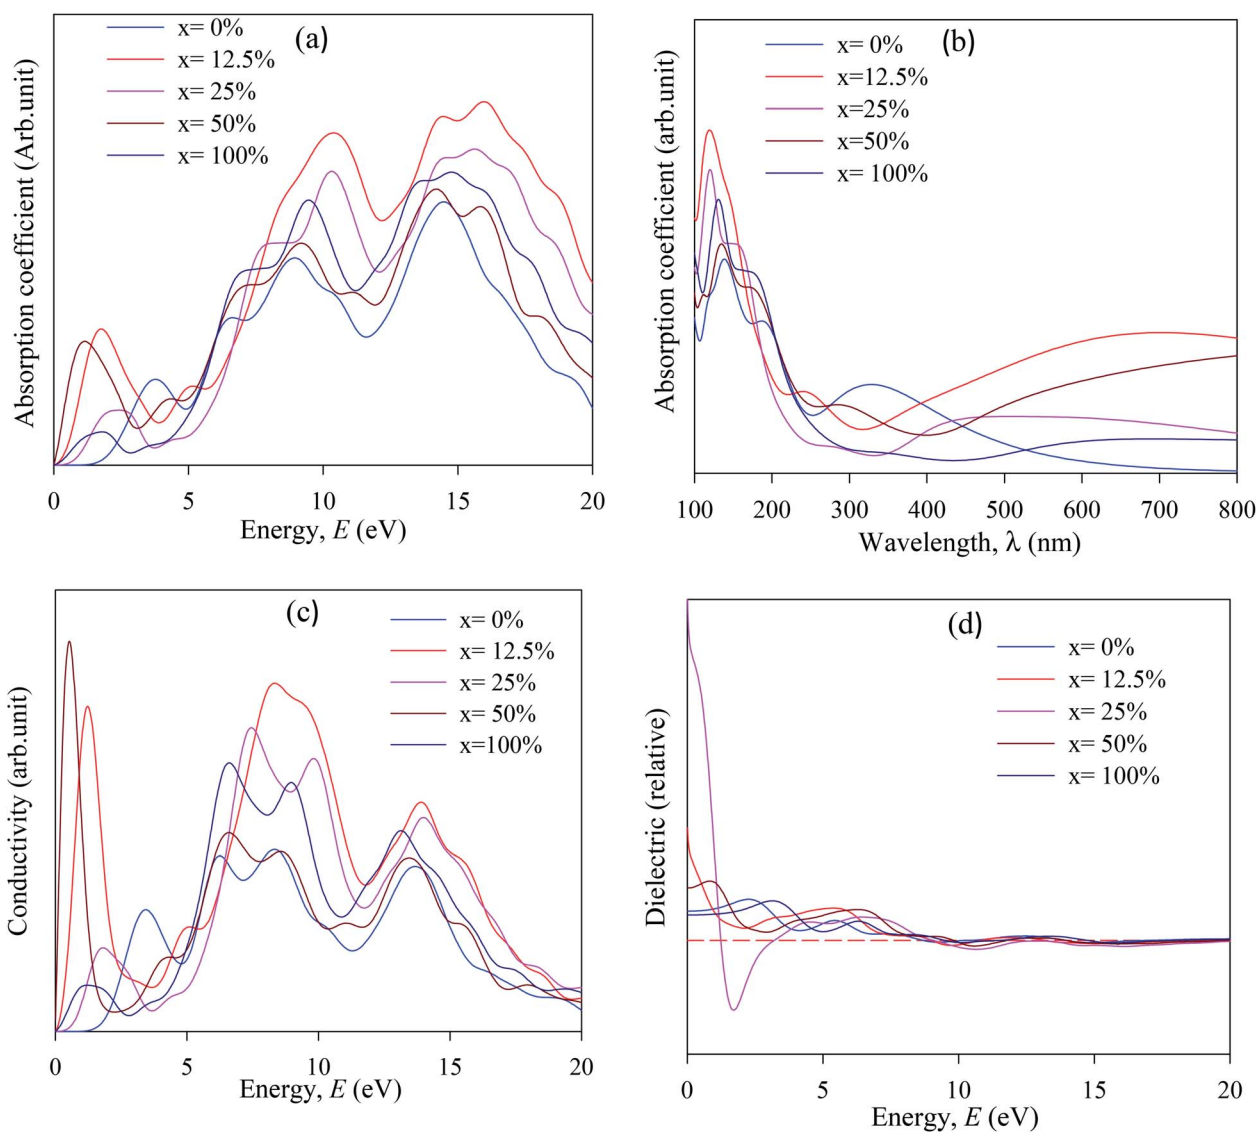 (a)
x= 0%
x= 12.5%
x= 25%
x= 50%
x= 100%
Absorption coefficient (Arb.unit)
0 5 10 15 20
Energy, E (eV)
(b)
x= 0%
x=12.5%
x=25%
x=50%
x= 100%
Absorption coefficient (arb.unit)
100 200 300 400 500 600 700 800
Wavelength, λ (nm)
(c)
x= 0%
x= 12.5%
x= 25%
x= 50%
x=100%
Conductivity (arb.unit)
0 5 10 15 20
Energy, E (eV)
(d)
x= 0%
x= 12.5%
x= 25%
x= 50%
x= 100%
Dielectric (relative)
0 5 10 15 20
Energy, E (eV)